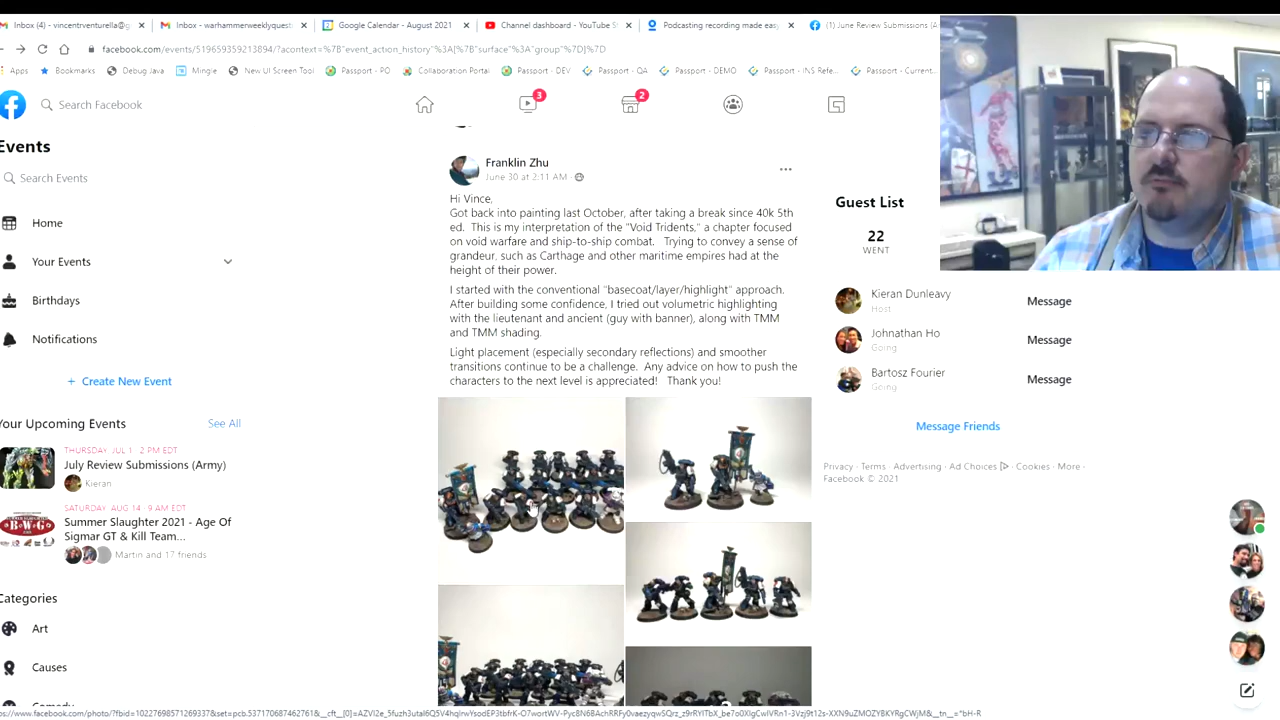 Inbox (4) - vincentrventurella@g
Inbox - warhammerweeklyquest
Google Calendar - August 2021
Channel dashboard - YouTube S
Podcasting recording made easy
(1) June Review Submissions (A
facebook.com/events/519659359213894/?acontext=%7B"event_action_history"%3A[%7B"surface"%3A"group"%7D]%7D
Apps
Bookmarks
Debug Java
Mingle
New UI Screen Tool
Passport - PO
Collaboration Portal
Passport - DEV
Passport - QA
Passport - DEMO
Passport - INS Refe...
Passport - Current...
Search Facebook
3
2
Events
Search Events
Home
Your Events
Birthdays
Notifications
+ Create New Event
Your Upcoming Events
See All
THURSDAY, JUL 1 · 2 PM EDT
July Review Submissions (Army)
Kieran
SATURDAY, AUG 14 · 9 AM EDT
Summer Slaughter 2021 - Age Of
Sigmar GT & Kill Team...
Martin and 17 friends
Categories
Art
Causes
Comedy
Franklin Zhu
June 30 at 2:11 AM ·
Hi Vince,
Got back into painting last October, after taking a break since 40k 5th
ed. This is my interpretation of the "Void Tridents," a chapter focused
on void warfare and ship-to-ship combat. Trying to convey a sense of
grandeur, such as Carthage and other maritime empires had at the
height of their power.
I started with the conventional "basecoat/layer/highlight" approach.
After building some confidence, I tried out volumetric highlighting
with the lieutenant and ancient (guy with banner), along with TMM
and TMM shading.
Light placement (especially secondary reflections) and smoother
transitions continue to be a challenge. Any advice on how to push the
characters to the next level is appreciated! Thank you!
Guest List
22
WENT
Kieran Dunleavy
Host
Message
Johnathan Ho
Going
Message
Bartosz Fourier
Going
Message
Message Friends
Privacy · Terms · Advertising · Ad Choices · Cookies · More ·
Facebook © 2021